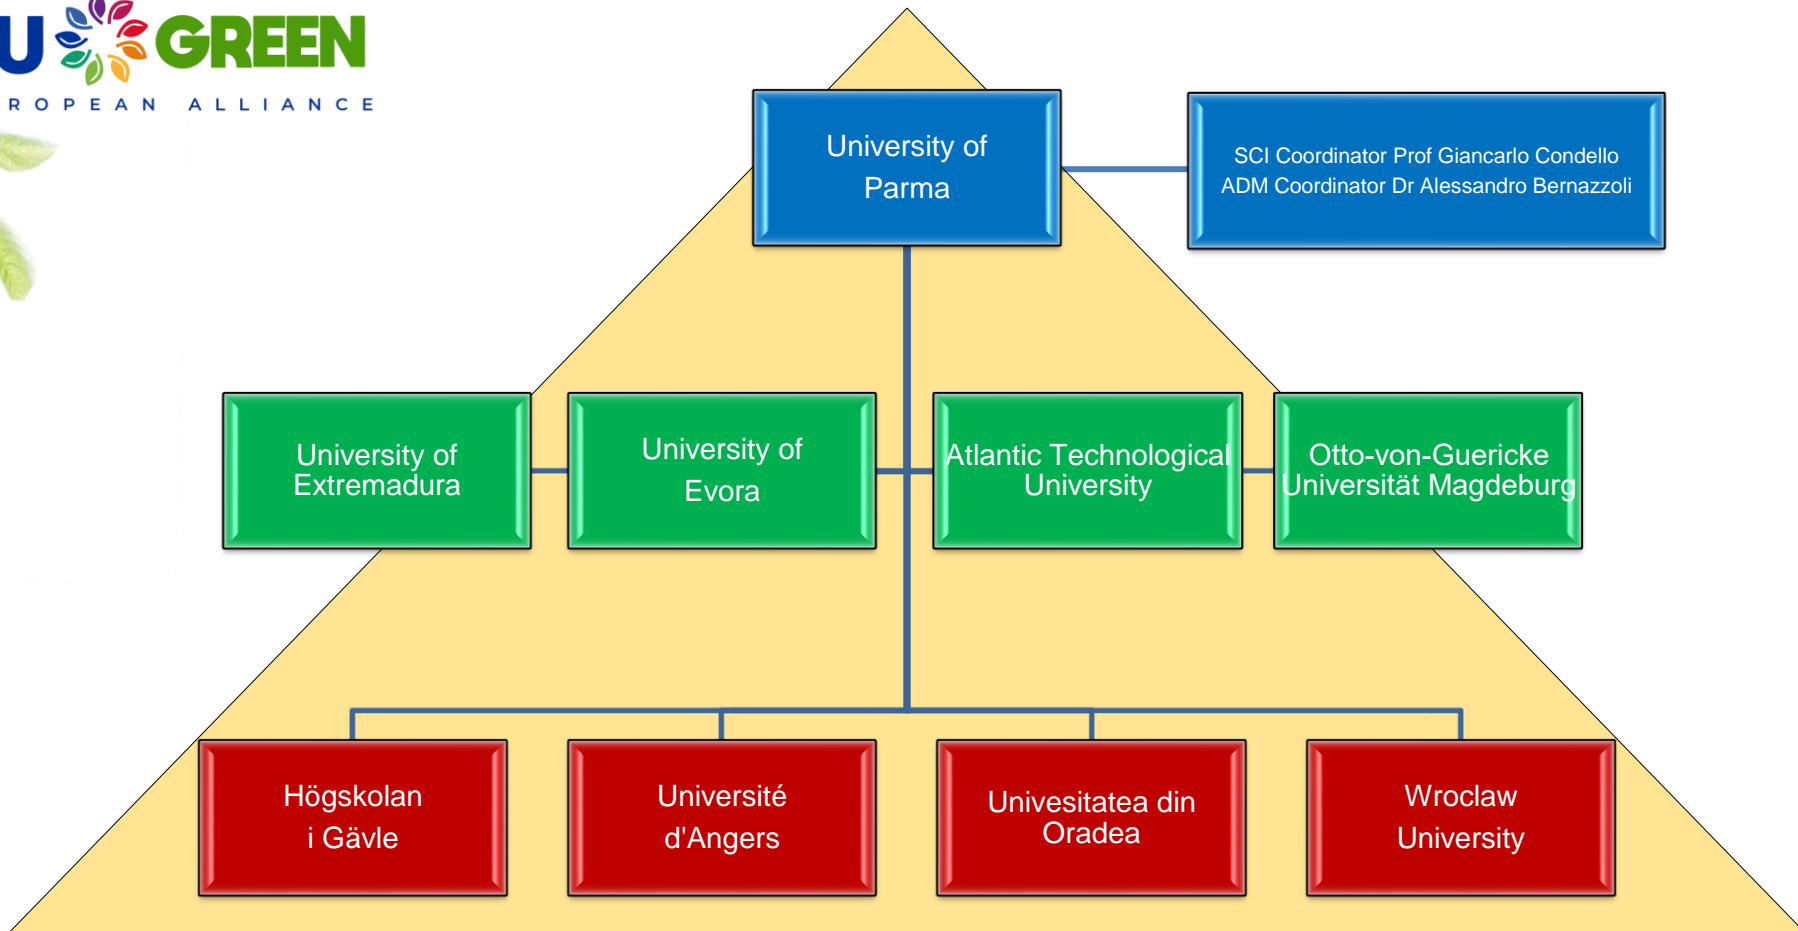 U GREEN
ROPEAN ALLIANCE
University of
Parma
SCI Coordinator Prof Giancarlo Condello
ADM Coordinator Dr Alessandro Bernazzoli
University of
Extremadura
University of
Evora
Atlantic Technological
University
Otto-von-Guericke
Universität Magdeburg
Högskolan
i Gävle
Université
d'Angers
Univesitatea din
Oradea
Wroclaw
University